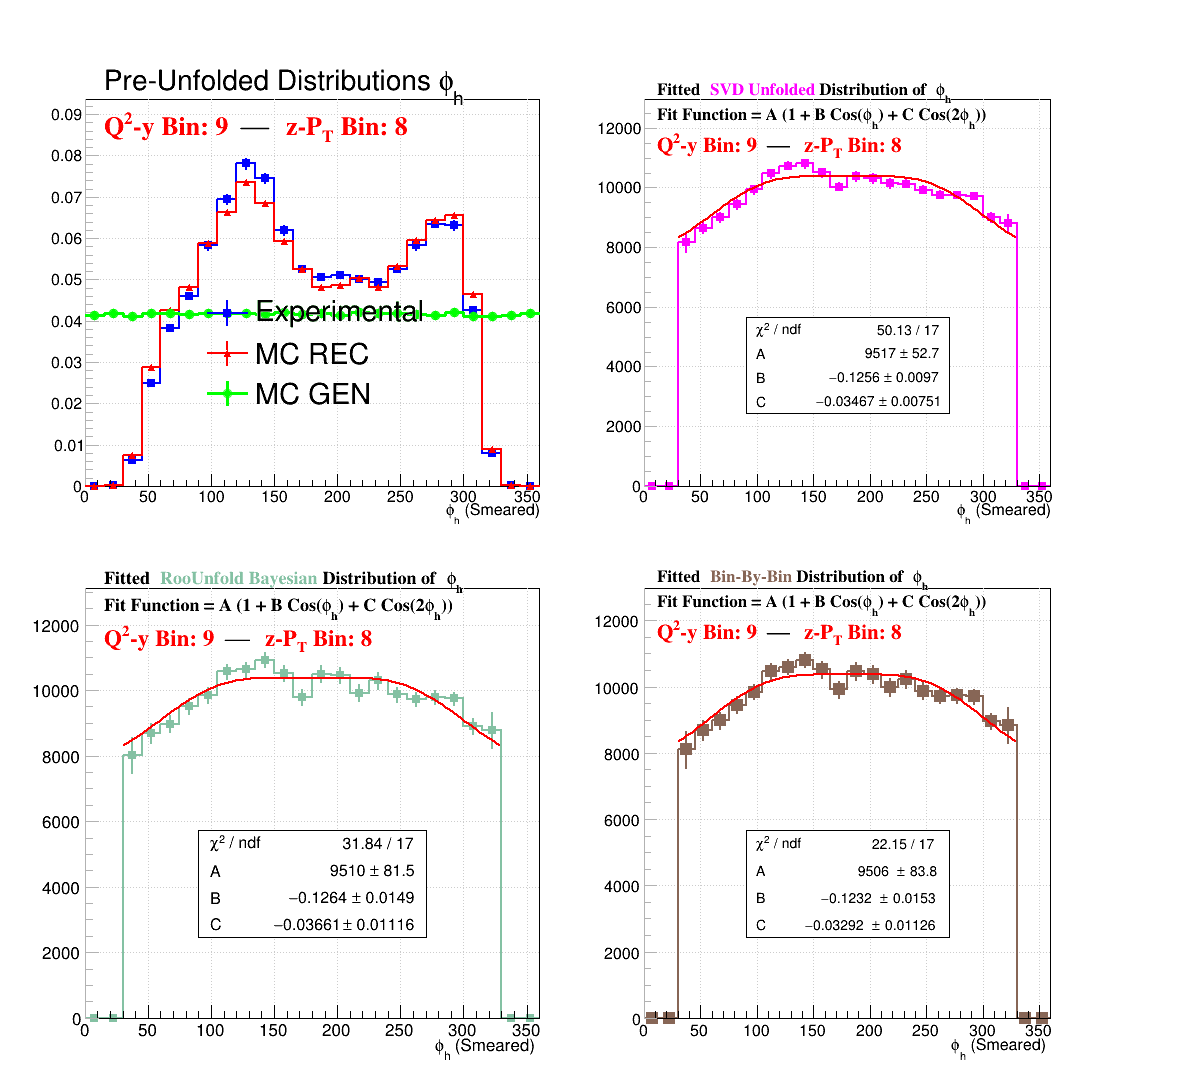 Pre-Unfolded Distributions ϕh
Q²-y Bin: 9 — z-PT Bin: 8
0.09
0.08
0.07
0.06
0.05
0.04
0.03
0.02
0.01
0
Experimental
MC REC
MC GEN
0 50 100 150 200 250 300
ϕh (Smeared)
Fitted SVD Unfolded Distribution of ϕh
Fit Function = A (1 + B Cos(ϕh) + C Cos(2ϕh))
Q²-y Bin: 9 — z-PT Bin: 8
12000
10000
8000
6000
4000
2000
0
χ² / ndf 50.13 / 17
A 9517 ± 52.7
B −0.1256 ± 0.0097
C −0.03467 ± 0.00751
0 50 100 150 200 250 300 350
ϕh (Smeared)
Fitted RooUnfold Bayesian Distribution of ϕh
Fit Function = A (1 + B Cos(ϕh) + C Cos(2ϕh))
Q²-y Bin: 9 — z-PT Bin: 8
12000
10000
8000
6000
4000
2000
0
χ² / ndf 31.84 / 17
A 9510 ± 81.5
B −0.1264 ± 0.0149
C −0.03661 ± 0.01116
0 50 100 150 200 250 300 350
ϕh (Smeared)
Fitted Bin-By-Bin Distribution of ϕh
Fit Function = A (1 + B Cos(ϕh) + C Cos(2ϕh))
Q²-y Bin: 9 — z-PT Bin: 8
12000
10000
8000
6000
4000
2000
0
χ² / ndf 22.15 / 17
A 9506 ± 83.8
B −0.1232 ± 0.0153
C −0.03292 ± 0.01126
0 50 100 150 200 250 300 350
ϕh (Smeared)